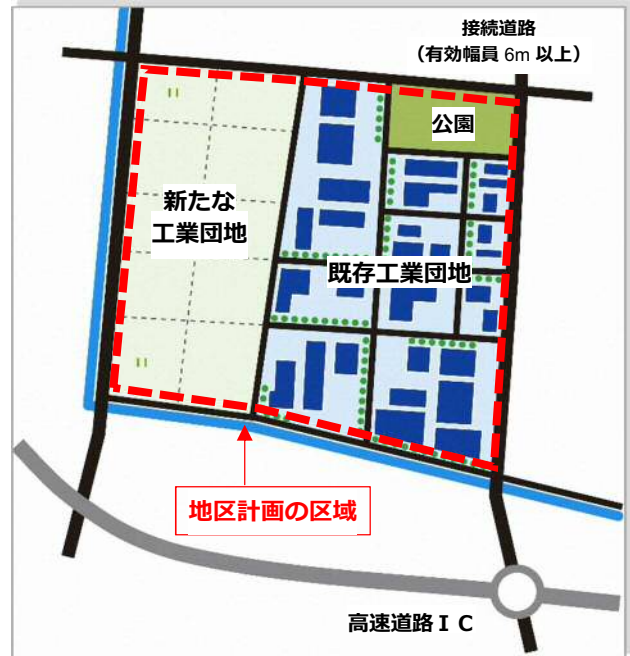 接続道路
（有効幅員 6m 以上）
公園
新たな
工業団地
既存工業団地
地区計画の区域
高速道路ＩＣ